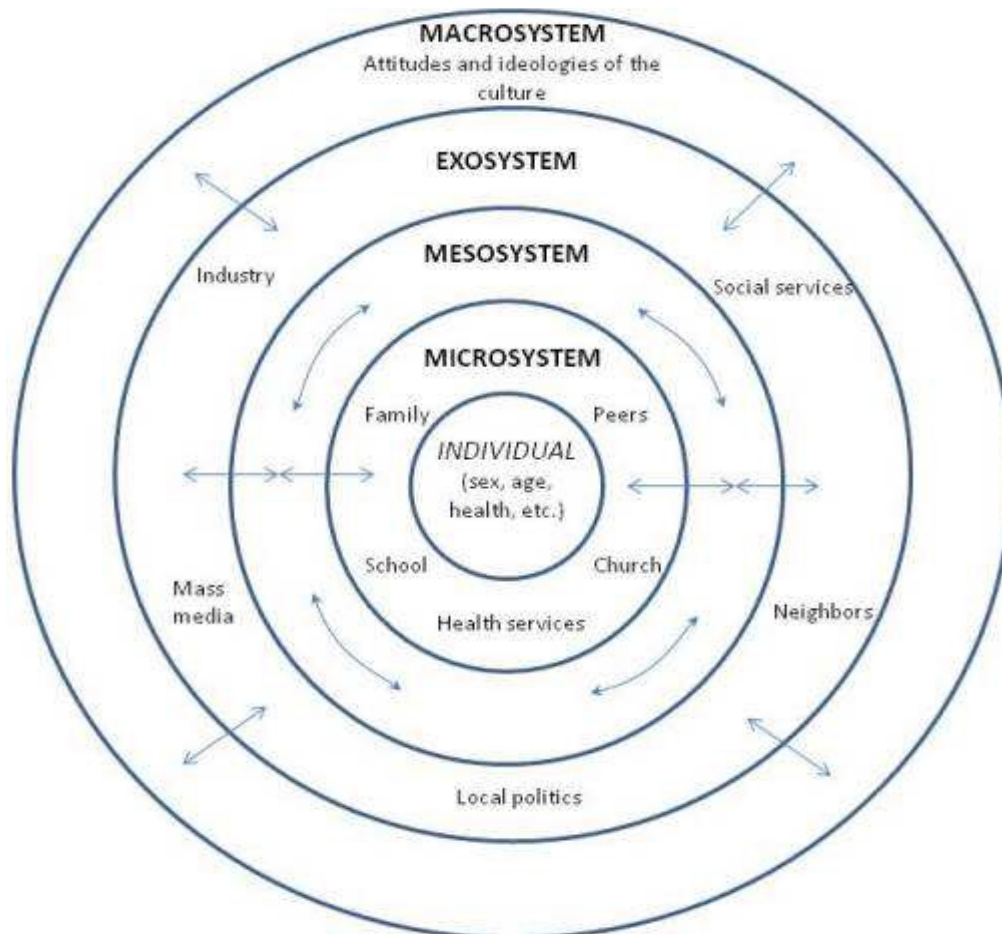 MACROSYSTEM
Attitudes and ideologies of the
culture
EXOSYSTEM
MESOSYSTEM
Industry
Social services
MICROSYSTEM
Family
Peers
INDIVIDUAL
(sex, age,
health, etc.)
School
Church
Mass
media
Neighbors
Health services
Local politics